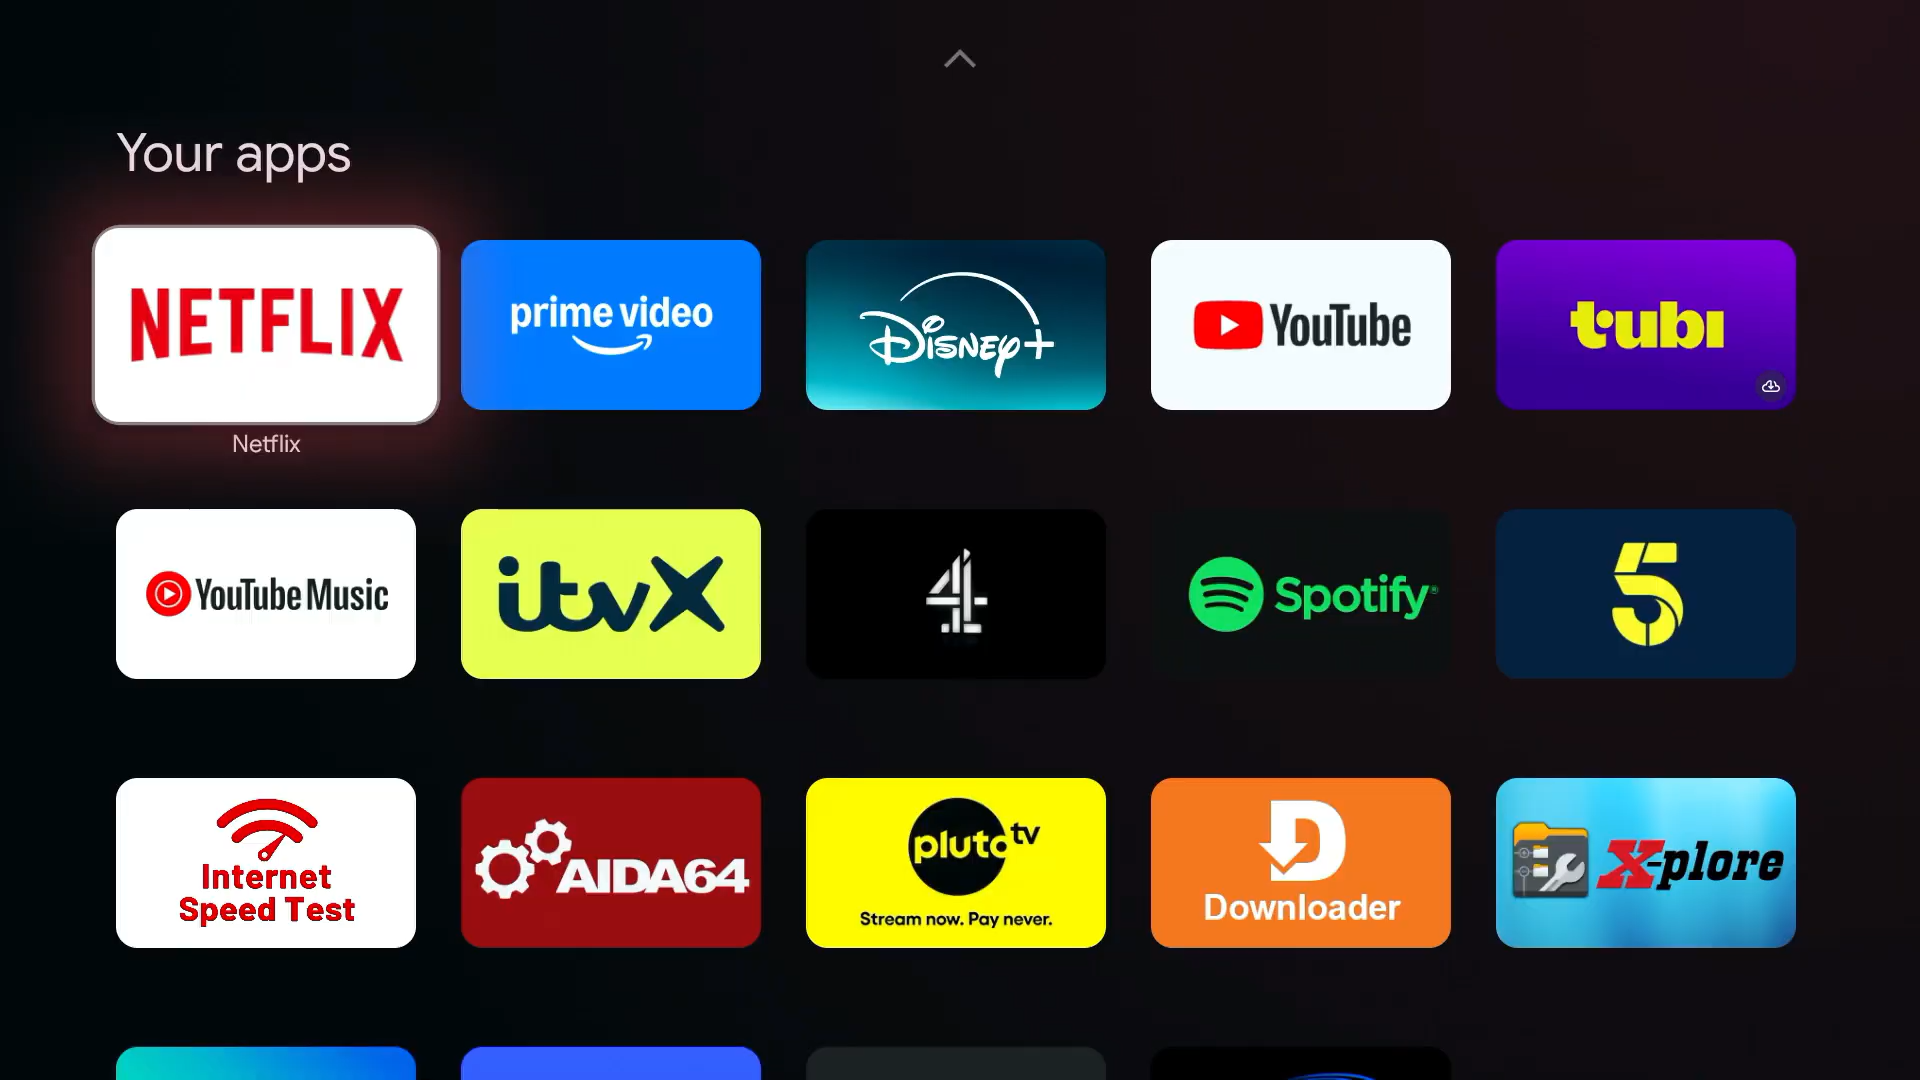 Your apps
NETFLIX
prime video
Disney+
YouTube
tubi
Netflix
YouTube Music
itvX
4
Spotify®
5
Internet
Speed Test
AIDA64
pluto tv
Stream now. Pay never.
D
Downloader
X-plore